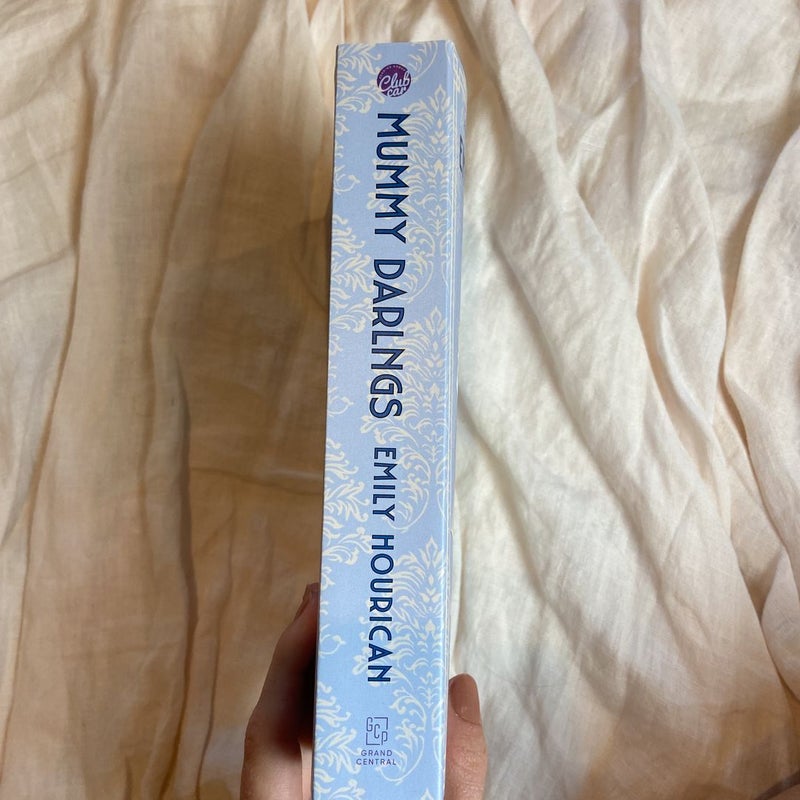 Club
car
MUMMY DARLNGS EMILY HOURICAN
GCP
GRAND
CENTRAL